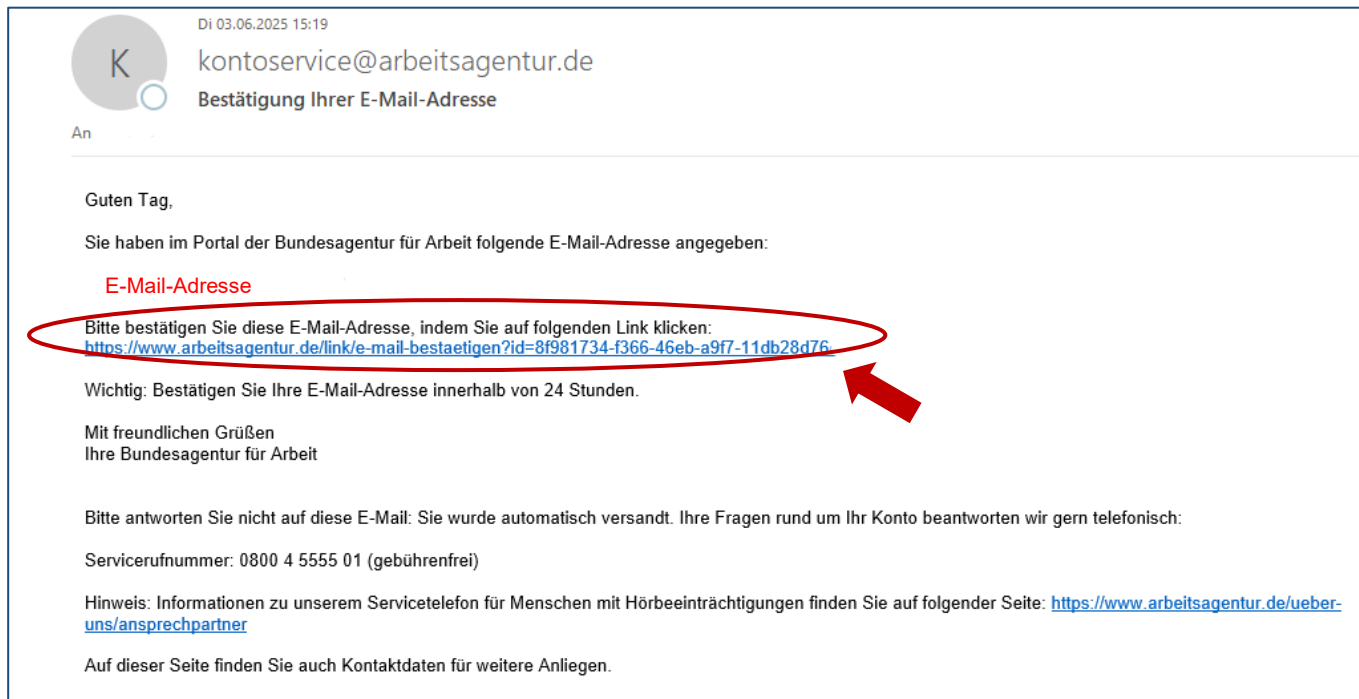 Di 03.06.2025 15:19
K
kontoservice@arbeitsagentur.de
Bestätigung Ihrer E-Mail-Adresse
An
Guten Tag,
Sie haben im Portal der Bundesagentur für Arbeit folgende E-Mail-Adresse angegeben:
E-Mail-Adresse
Bitte bestätigen Sie diese E-Mail-Adresse, indem Sie auf folgenden Link klicken:
https://www.arbeitsagentur.de/link/e-mail-bestaetigen?id=8f981734-f366-46eb-a9f7-11db28d76
Wichtig: Bestätigen Sie Ihre E-Mail-Adresse innerhalb von 24 Stunden.
Mit freundlichen Grüßen
Ihre Bundesagentur für Arbeit
Bitte antworten Sie nicht auf diese E-Mail: Sie wurde automatisch versandt. Ihre Fragen rund um Ihr Konto beantworten wir gern telefonisch:
Servicerufnummer: 0800 4 5555 01 (gebührenfrei)
Hinweis: Informationen zu unserem Servicetelefon für Menschen mit Hörbeeinträchtigungen finden Sie auf folgender Seite: https://www.arbeitsagentur.de/ueber-
uns/ansprechpartner
Auf dieser Seite finden Sie auch Kontaktdaten für weitere Anliegen.